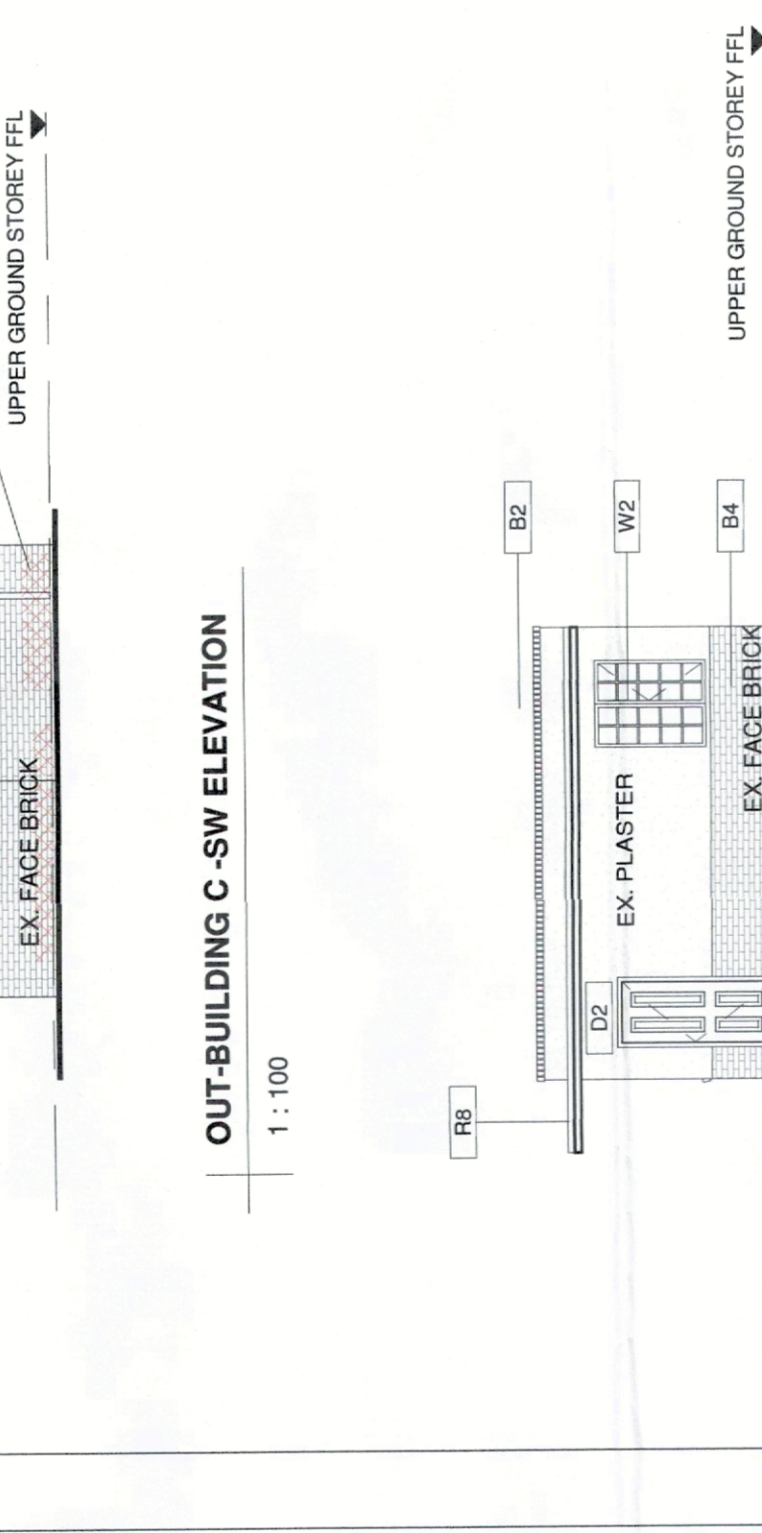 UPPER GROUND STOREY FFL
EX. FACE BRICK
OUT-BUILDING C -SW ELEVATION
1 : 100
R8
B2
D2
EX. PLASTER
W2
B4
UPPER GROUND STOREY FFL
EX. FACE BRICK